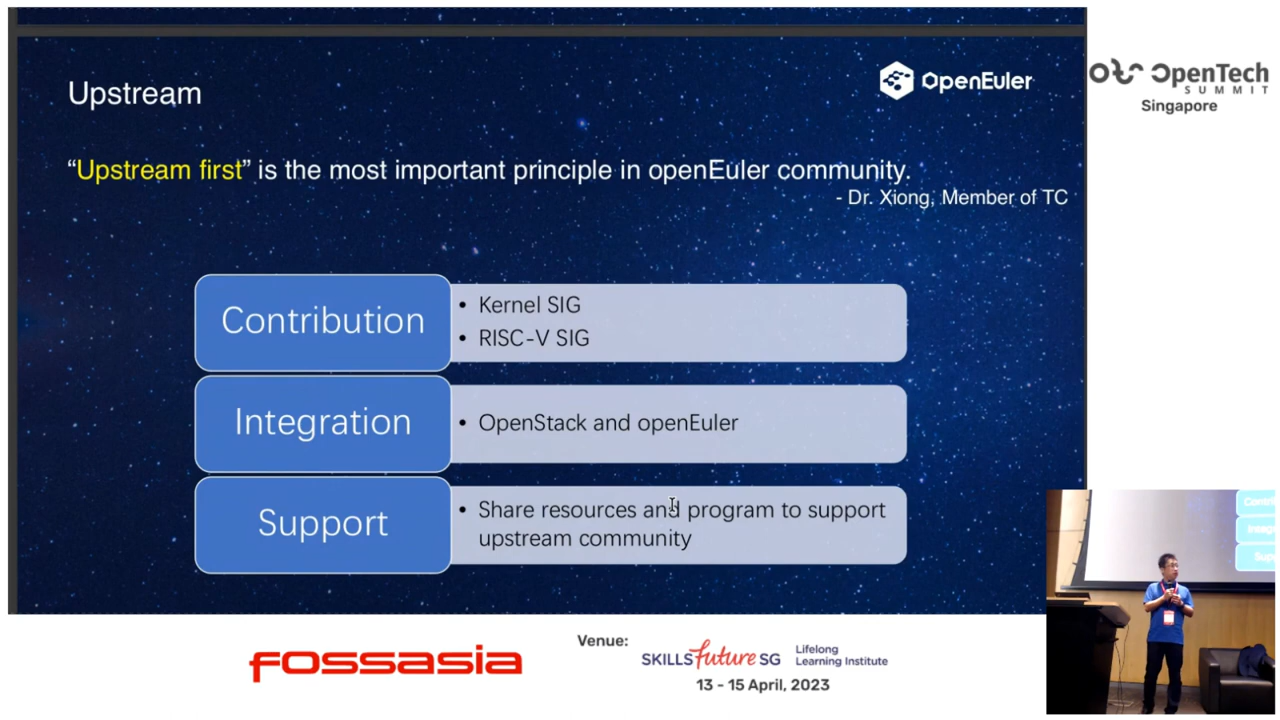 Upstream
OpenEuler
OpenTech
SUMMIT
Singapore
“Upstream first” is the most important principle in openEuler community.
- Dr. Xiong, Member of TC
Contribution
• Kernel SIG
• RISC-V SIG
Integration
• OpenStack and openEuler
Support
• Share resources and program to support
upstream community
fossasia
Venue:
SKILLSfuture SG
Lifelong
Learning Institute
13 - 15 April, 2023